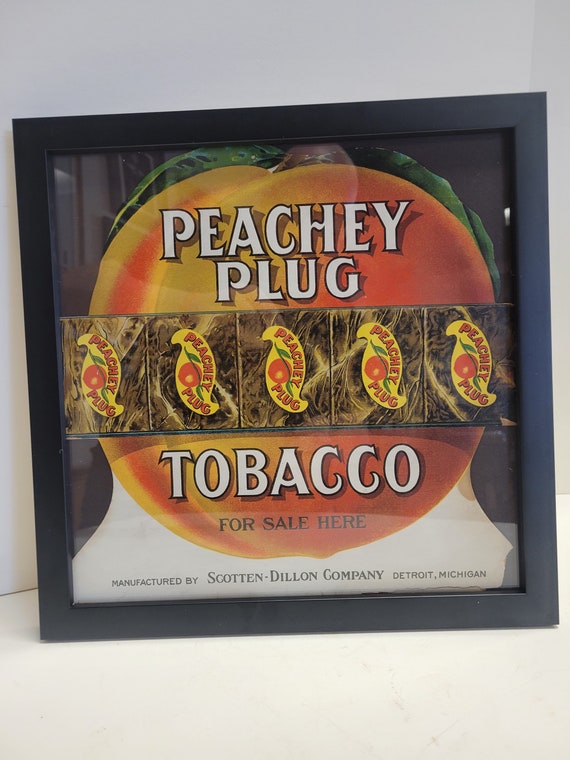 PEACHEY
PLUG
PEACHEY PLUG
PEACHEY PLUG
PEACHEY PLUG
PEACHEY PLUG
PEACHEY PLUG
TOBACCO
FOR SALE HERE
MANUFACTURED BY SCOTTEN-DILLON COMPANY DETROIT, MICHIGAN